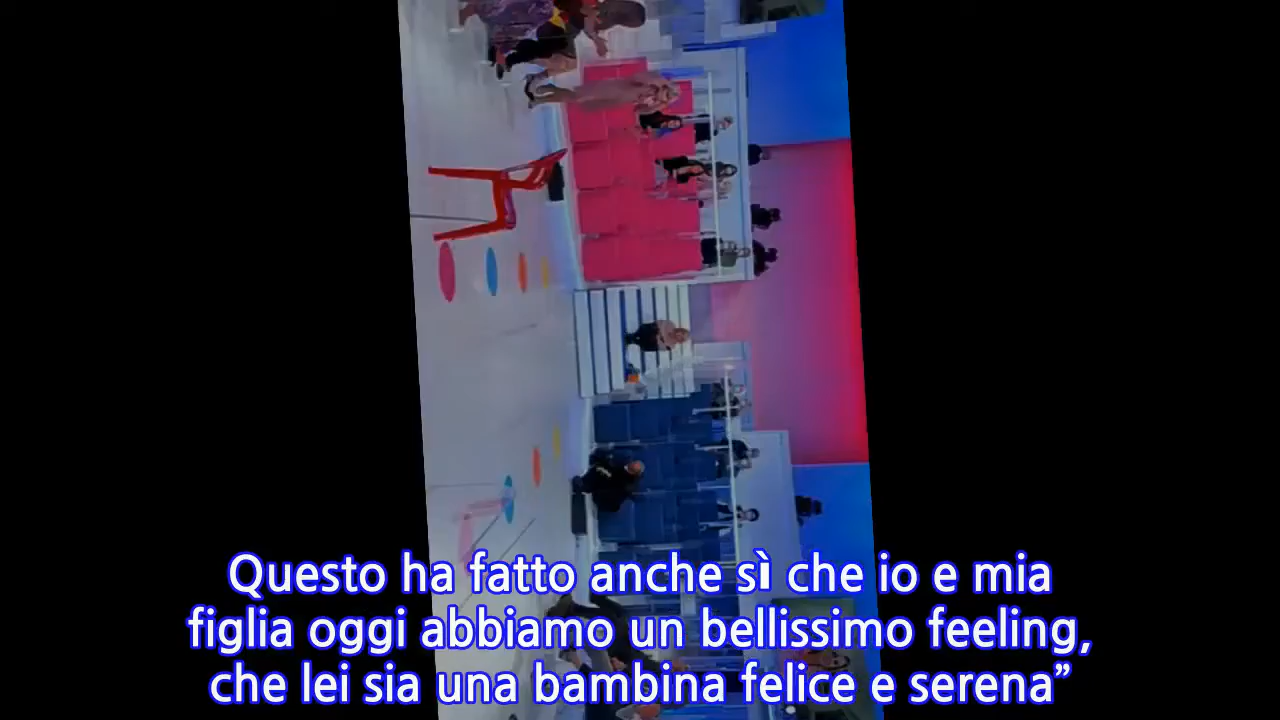 Questo ha fatto anche sì che io e mia
figlia oggi abbiamo un bellissimo feeling,
che lei sia una bambina felice e serena”